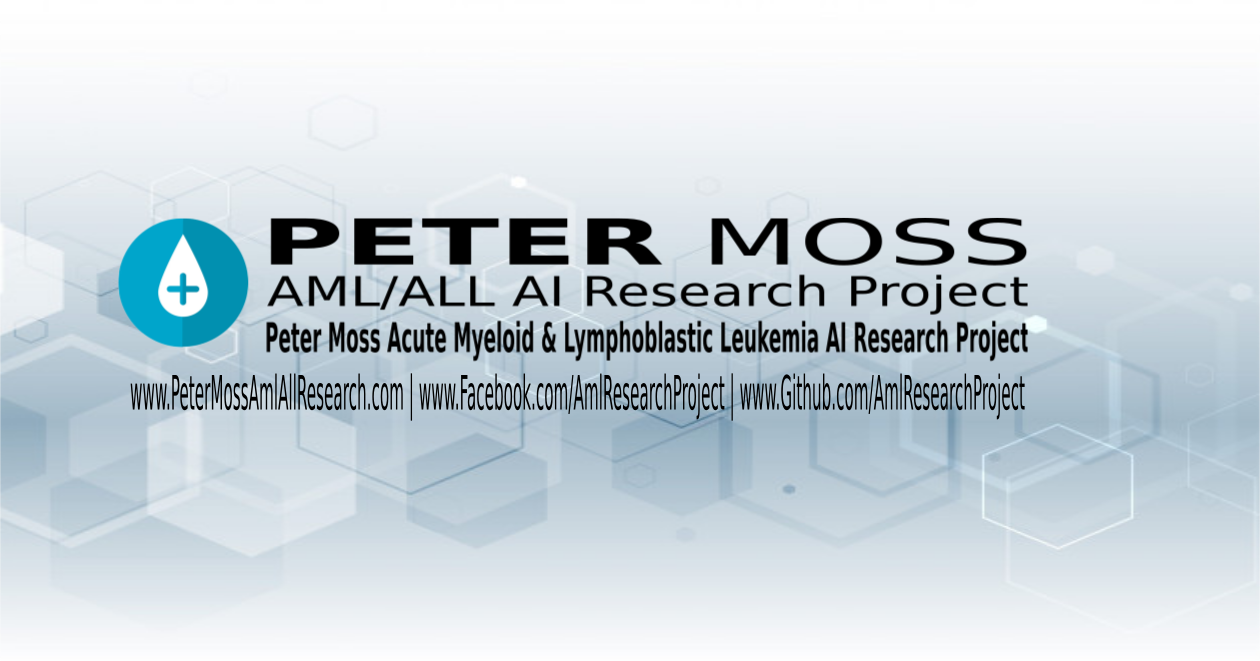 PETER MOSS
AML/ALL AI Research Project
Peter Moss Acute Myeloid & Lymphoblastic Leukemia AI Research Project
www.PeterMossAmlAllResearch.com | www.Facebook.com/AmlResearchProject | www.Github.com/AmlResearchProject